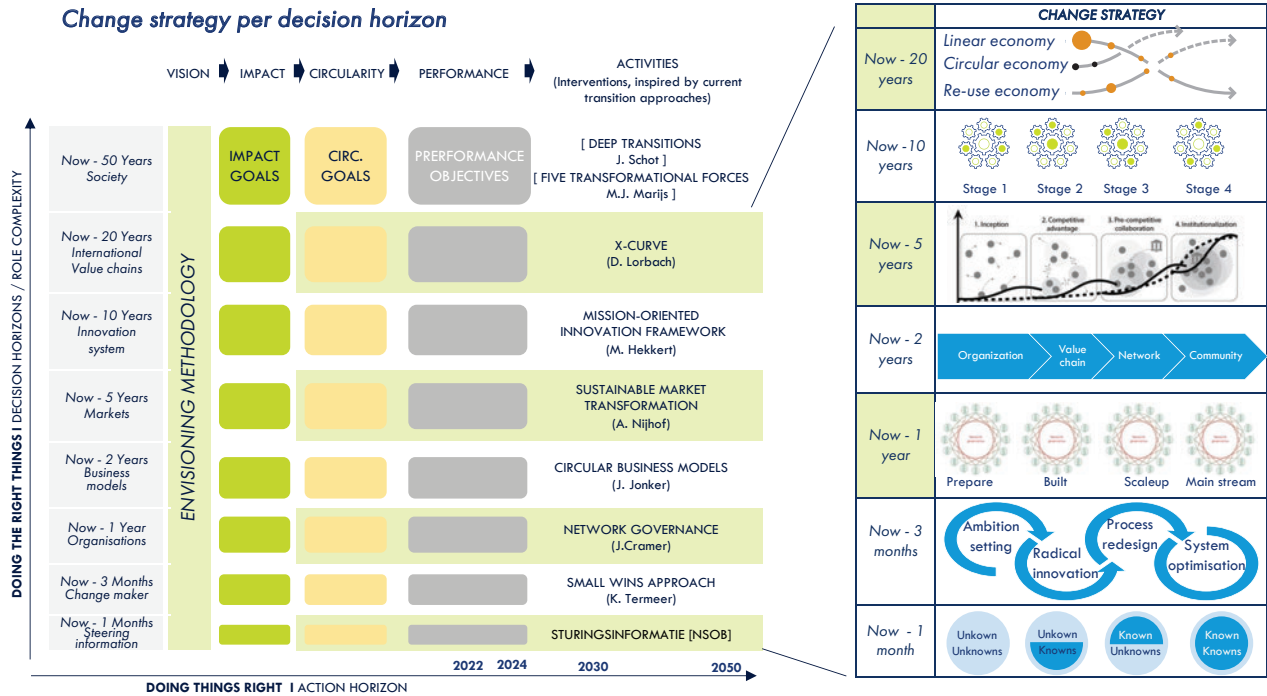 Change strategy per decision horizon
VISION
IMPACT
CIRCULARITY
PERFORMANCE
ACTIVITIES
(Interventions, inspired by current
transition approaches)
DOING THE RIGHT THINGS I DECISION HORIZONS / ROLE COMPLEXITY
ENVISIONING METHODOLOGY
Now - 50 Years
Society
IMPACT
GOALS
CIRC.
GOALS
PRERFORMANCE
OBJECTIVES
[ DEEP TRANSITIONS
J. Schot ]
[ FIVE TRANSFORMATIONAL FORCES
M.J. Marijs ]
Now - 20 Years
International
Value chains
X-CURVE
(D. Lorbach)
Now - 10 Years
Innovation
system
MISSION-ORIENTED
INNOVATION FRAMEWORK
(M. Hekkert)
Now - 5 Years
Markets
SUSTAINABLE MARKET
TRANSFORMATION
(A. Nijhof)
Now - 2 Years
Business
models
CIRCULAR BUSINESS MODELS
(J. Jonker)
Now - 1 Year
Organisations
NETWORK GOVERNANCE
(J.Cramer)
Now - 3 Months
Change maker
SMALL WINS APPROACH
(K. Termeer)
Now - 1 Months
Steering
information
STURINGSINFORMATIE [NSOB]
2022 2024 2030 2050
DOING THINGS RIGHT I ACTION HORIZON
CHANGE STRATEGY
Now - 20
years
Linear economy
Circular economy
Re-use economy
Now -10
years
Stage 1
Stage 2
Stage 3
Stage 4
Now - 5
years
1. Inception
2. Competitive
advantage
3. Pre-competitive
collaboration
4. Institutionalization
Now - 2
years
Organization
Value
chain
Network
Community
Now - 1
year
Prepare
Built
Scaleup
Main stream
Now - 3
months
Ambition
setting
Radical
innovation
Process
redesign
System
optimisation
Now - 1
month
Unkown
Unknowns
Unkown
Knowns
Known
Unknowns
Known
Knowns